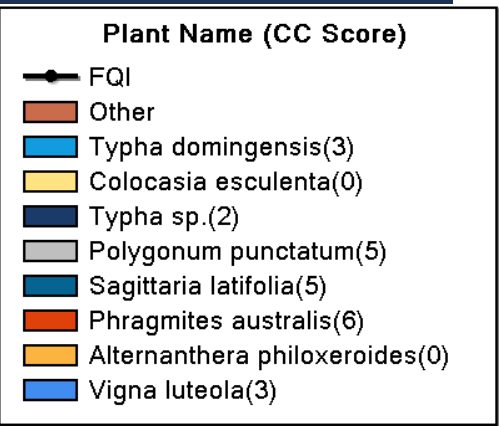 Plant Name (CC Score)
FQI
Other
Typha domingensis(3)
Colocasia esculenta(0)
Typha sp.(2)
Polygonum punctatum(5)
Sagittaria latifolia(5)
Phragmites australis(6)
Alternanthera philoxeroides(0)
Vigna luteola(3)